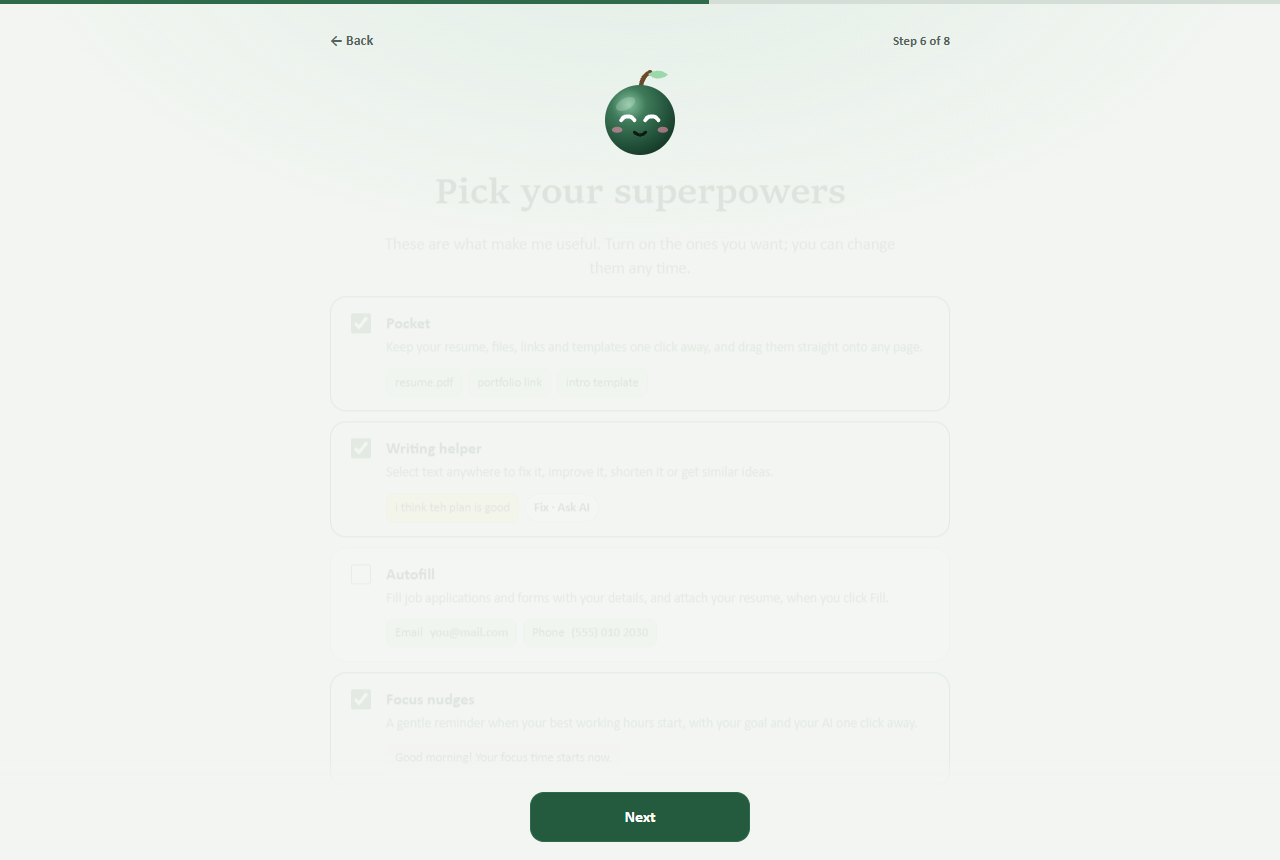 ← Back
Step 6 of 8
Pick your superpowers
These are what make me useful. Turn on the ones you want; you can change
them any time.
Pocket
Keep your resume, files, links and templates one click away, and drag them straight onto any page.
resume.pdf portfolio link intro template
Writing helper
Select text anywhere to fix it, improve it, shorten it or get similar ideas.
i think teh plan is good Fix · Ask AI
Autofill
Fill job applications and forms with your details, and attach your resume, when you click Fill.
Email you@mail.com Phone (555) 010 2030
Focus nudges
A gentle reminder when your best working hours start, with your goal and your AI one click away.
Good morning! Your focus time starts now.
Next